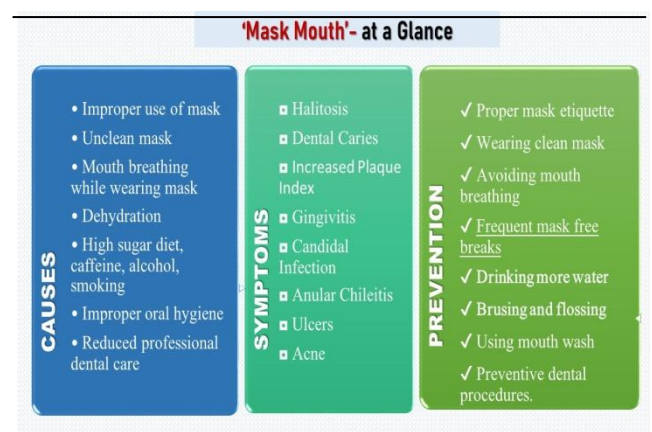 ‘Mask Mouth’- at a Glance
CAUSES
• Improper use of mask
• Unclean mask
• Mouth breathing
while wearing mask
• Dehydration
• High sugar diet,
caffeine, alcohol,
smoking
• Improper oral hygiene
• Reduced professional
dental care
SYMPTOMS
◘ Halitosis
◘ Dental Caries
◘ Increased Plaque
Index
◘ Gingivitis
◘ Candidal
Infection
◘ Anular Chileitis
◘ Ulcers
◘ Acne
PREVENTION
✓ Proper mask etiquette
✓ Wearing clean mask
✓ Avoiding mouth
breathing
✓ Frequent mask free
breaks
✓ Drinking more water
✓ Brusing and flossing
✓ Using mouth wash
✓ Preventive dental
procedures.